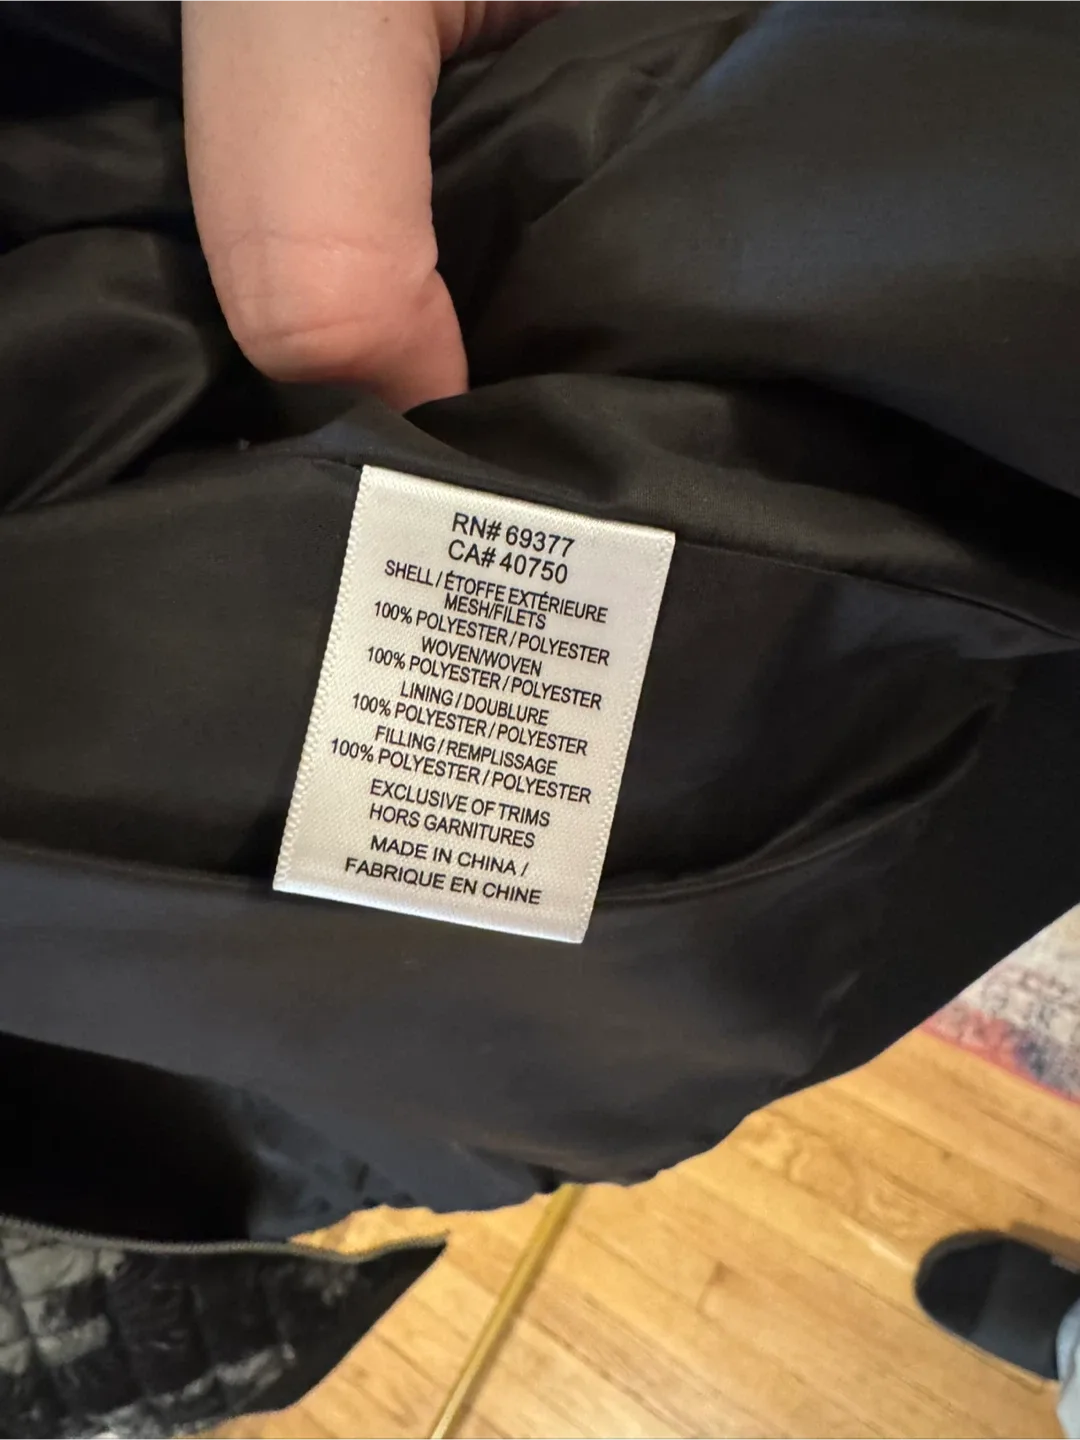 RN# 69377
CA# 40750
SHELL / ÉTOFFE EXTÉRIEURE
MESH/FILETS
100% POLYESTER / POLYESTER
WOVEN/WOVEN
100% POLYESTER / POLYESTER
LINING / DOUBLURE
100% POLYESTER / POLYESTER
FILLING / REMPLISSAGE
100% POLYESTER / POLYESTER
EXCLUSIVE OF TRIMS
HORS GARNITURES
MADE IN CHINA /
FABRIQUE EN CHINE